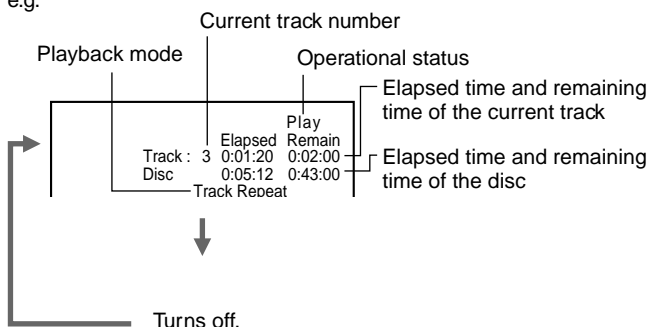 e.g.
Current track number
Playback mode
Operational status
Elapsed time and remaining
time of the current track
Play
Elapsed Remain
Track : 3 0:01:20 0:02:00
Elapsed time and remaining
time of the disc
Disc 0:05:12 0:43:00
Track Repeat
Turns off.